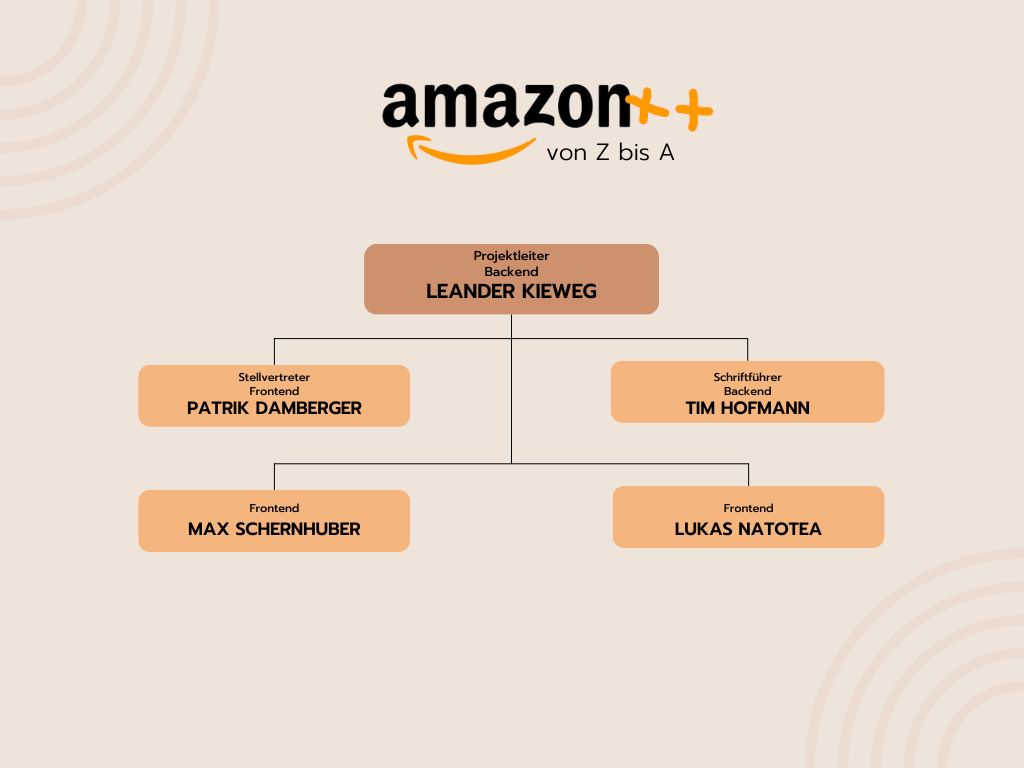 amazon++
von Z bis A
Projektleiter
Backend
LEANDER KIEWEG
Stellvertreter
Frontend
PATRIK DAMBERGER
Schriftführer
Backend
TIM HOFMANN
Frontend
MAX SCHERNHUBER
Frontend
LUKAS NATOTEA